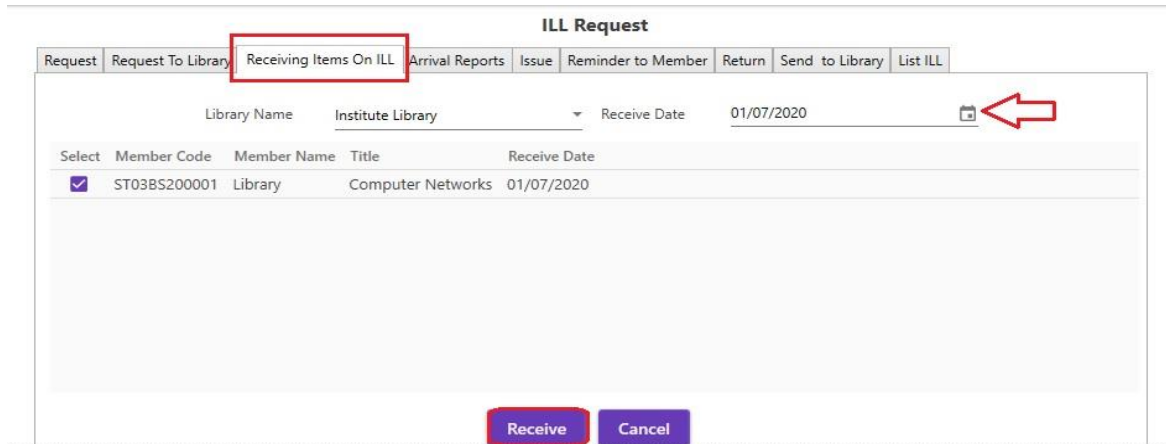 ILL Request
Request Request To Library Receiving Items On ILL Arrival Reports Issue Reminder to Member Return Send to Library List ILL
Library Name Institute Library Receive Date 01/07/2020
Select Member Code Member Name Title Receive Date
ST03BS200001 Library Computer Networks 01/07/2020
Receive Cancel